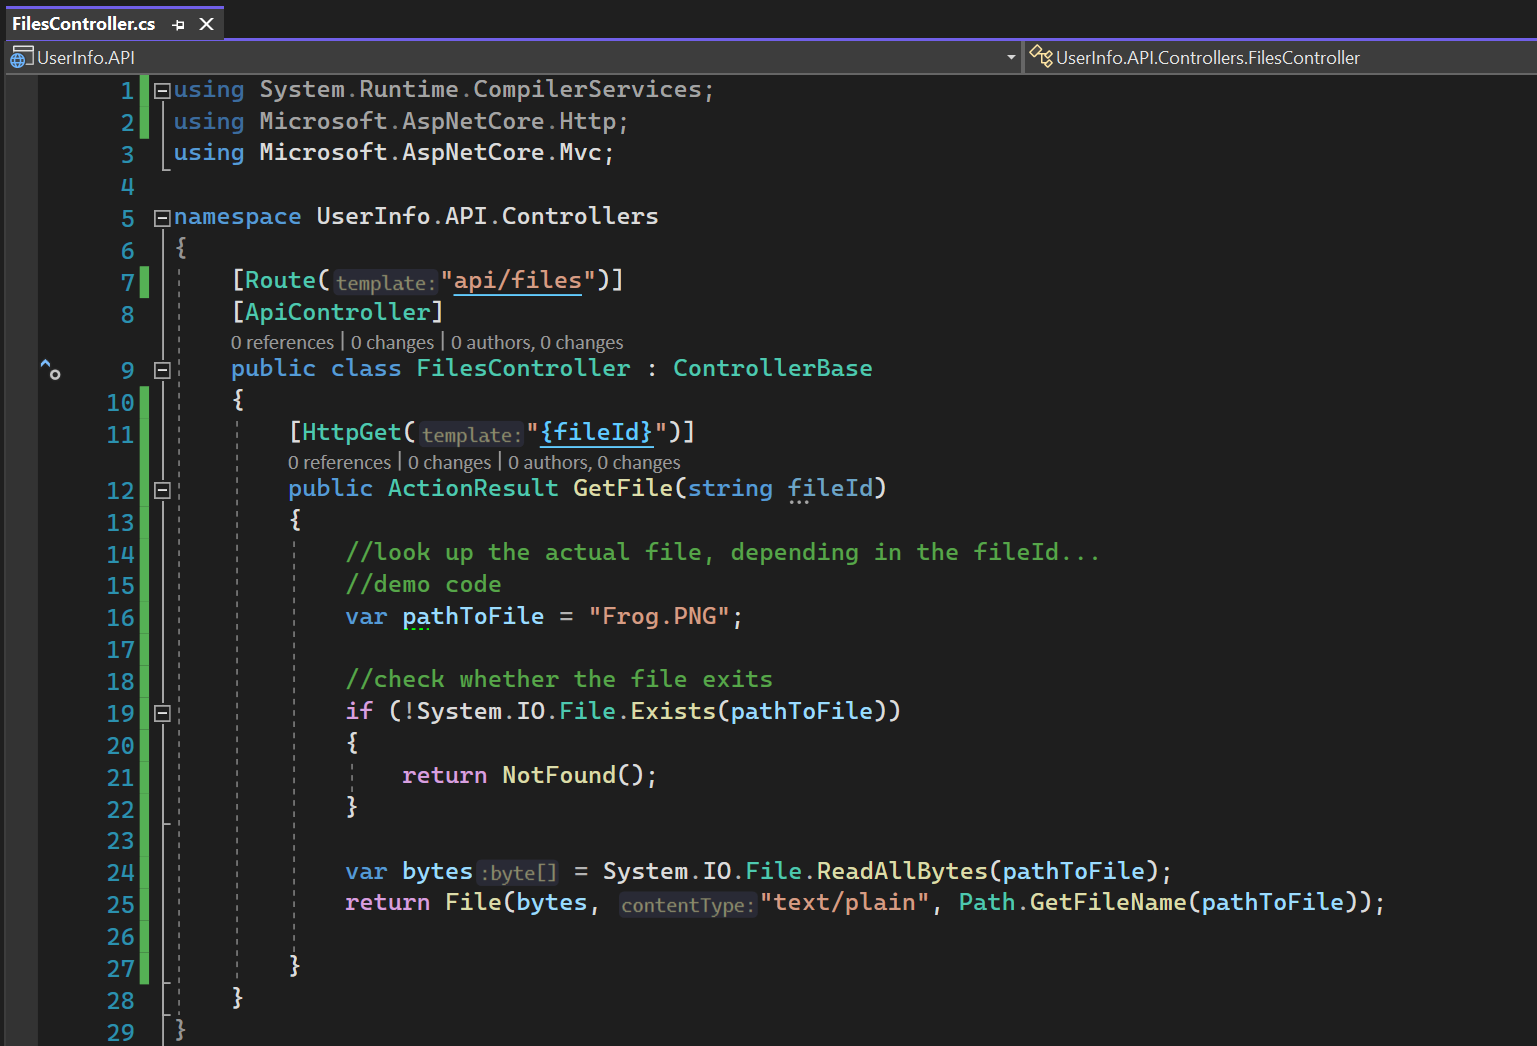 FilesController.cs
UserInfo.API UserInfo.API.Controllers.FilesController
1 using System.Runtime.CompilerServices;
2 using Microsoft.AspNetCore.Http;
3 using Microsoft.AspNetCore.Mvc;
4
5 namespace UserInfo.API.Controllers
6 {
7 [Route(template:"api/files")]
8 [ApiController]
0 references | 0 changes | 0 authors, 0 changes
9 public class FilesController : ControllerBase
10 {
11 [HttpGet(template:"{fileId}")]
0 references | 0 changes | 0 authors, 0 changes
12 public ActionResult GetFile(string fileId)
13 {
14 //look up the actual file, depending in the fileId...
15 //demo code
16 var pathToFile = "Frog.PNG";
17
18 //check whether the file exits
19 if (!System.IO.File.Exists(pathToFile))
20 {
21 return NotFound();
22 }
23
24 var bytes:byte[] = System.IO.File.ReadAllBytes(pathToFile);
25 return File(bytes, contentType:"text/plain", Path.GetFileName(pathToFile));
26
27 }
28 }
29 }